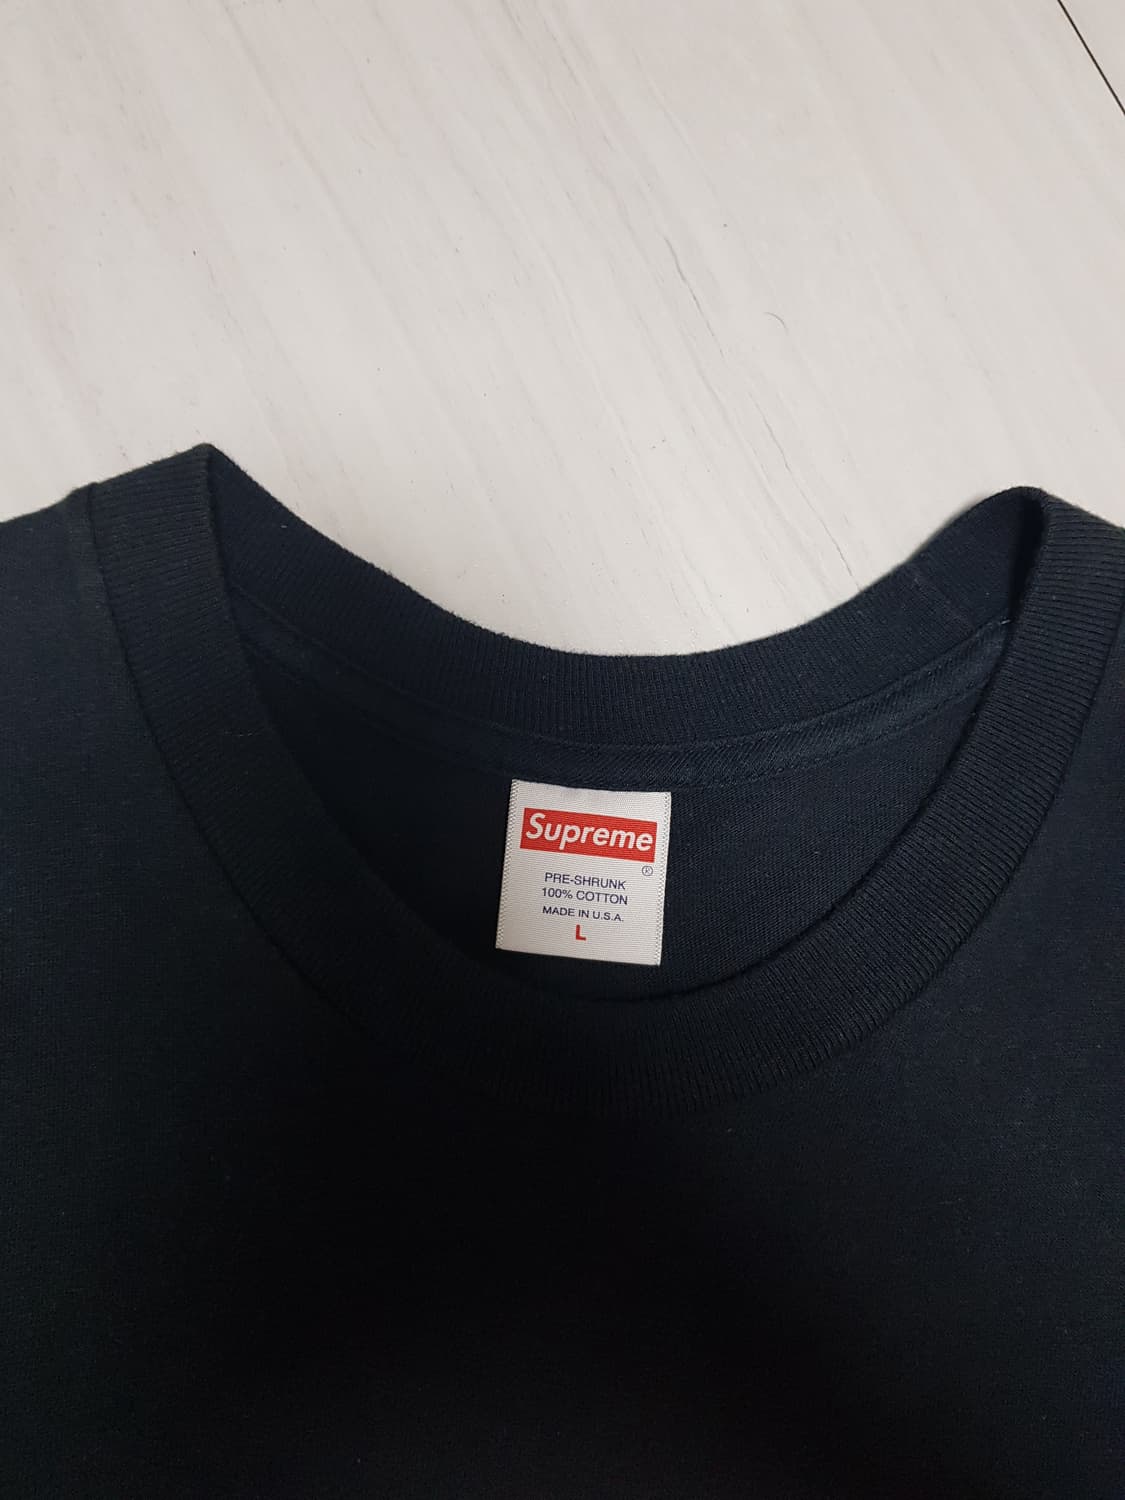 Supreme
®
PRE-SHRUNK
100% COTTON
MADE IN U.S.A.
L